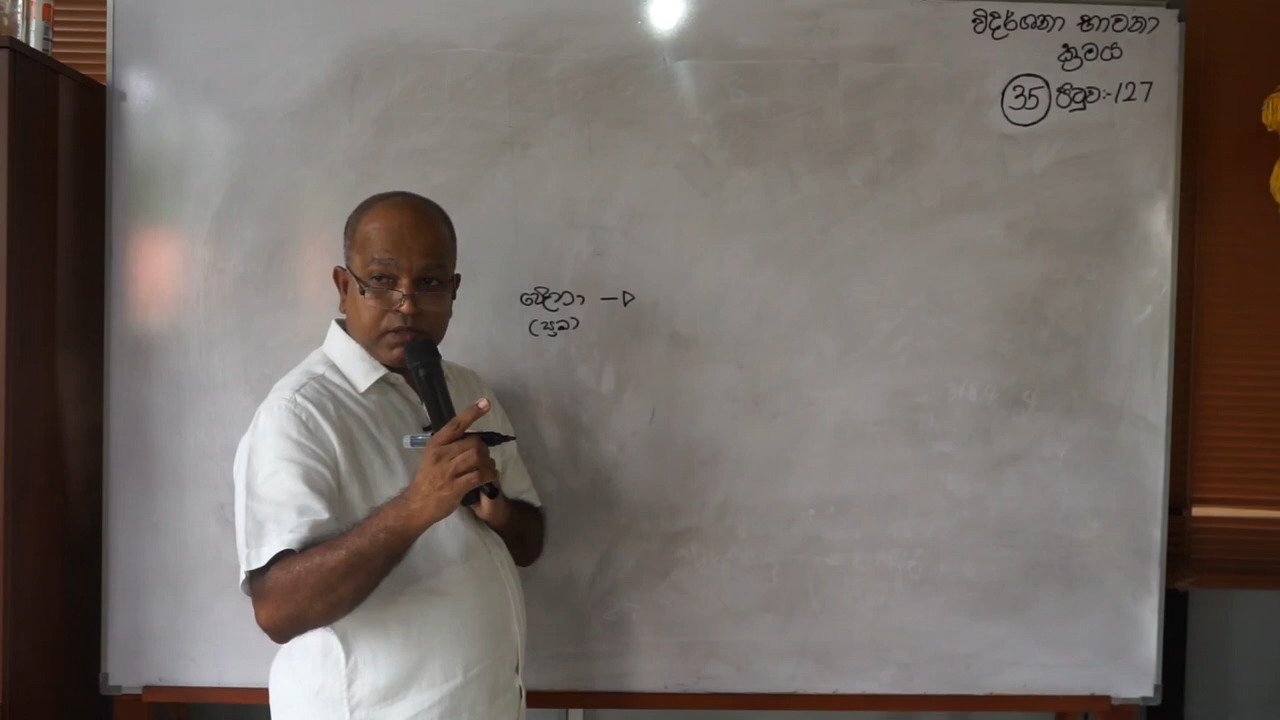 විදර්ශනා භාවනා
ක්‍රමය
35 පිටුව:-127
වේදනා
(සුඛ)